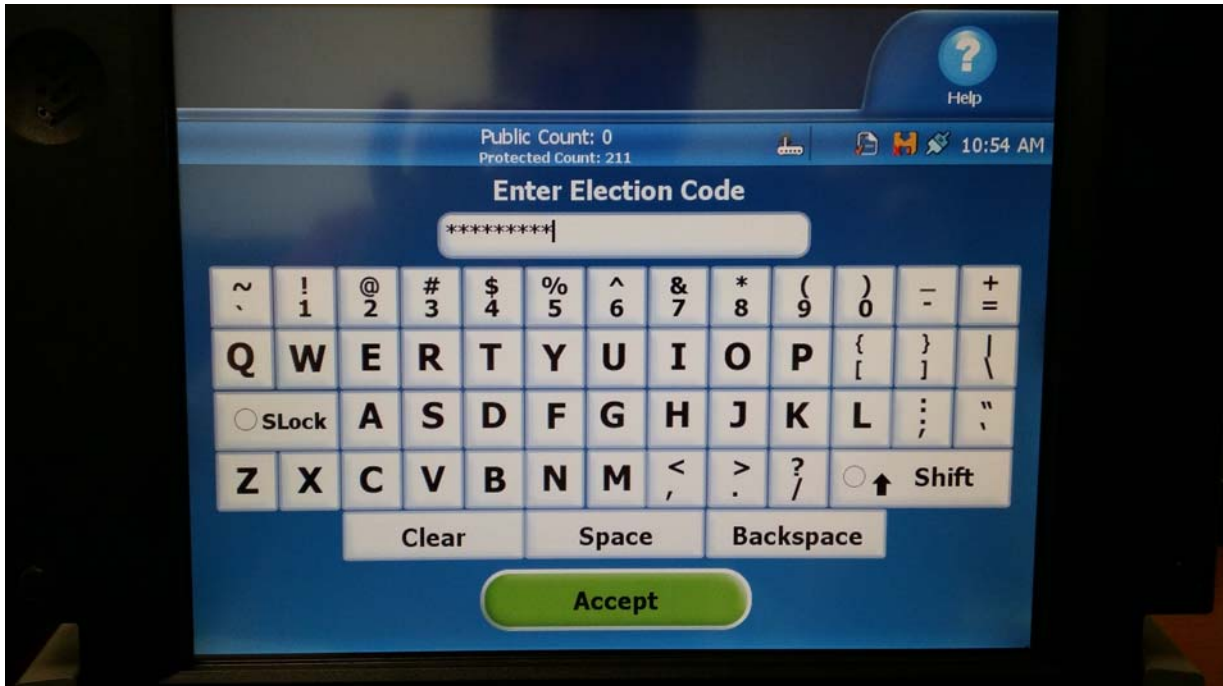 ?
Help
Public Count: 0
Protected Count: 211
10:54 AM
Enter Election Code
*********
~ ! @ # $ % ^ & * ( ) _ +
` 1 2 3 4 5 6 7 8 9 0 - =
Q W E R T Y U I O P { [ } ] | \
SLock A S D F G H J K L : ; " '
Z X C V B N M < , > . ? / Shift
Clear Space Backspace
Accept